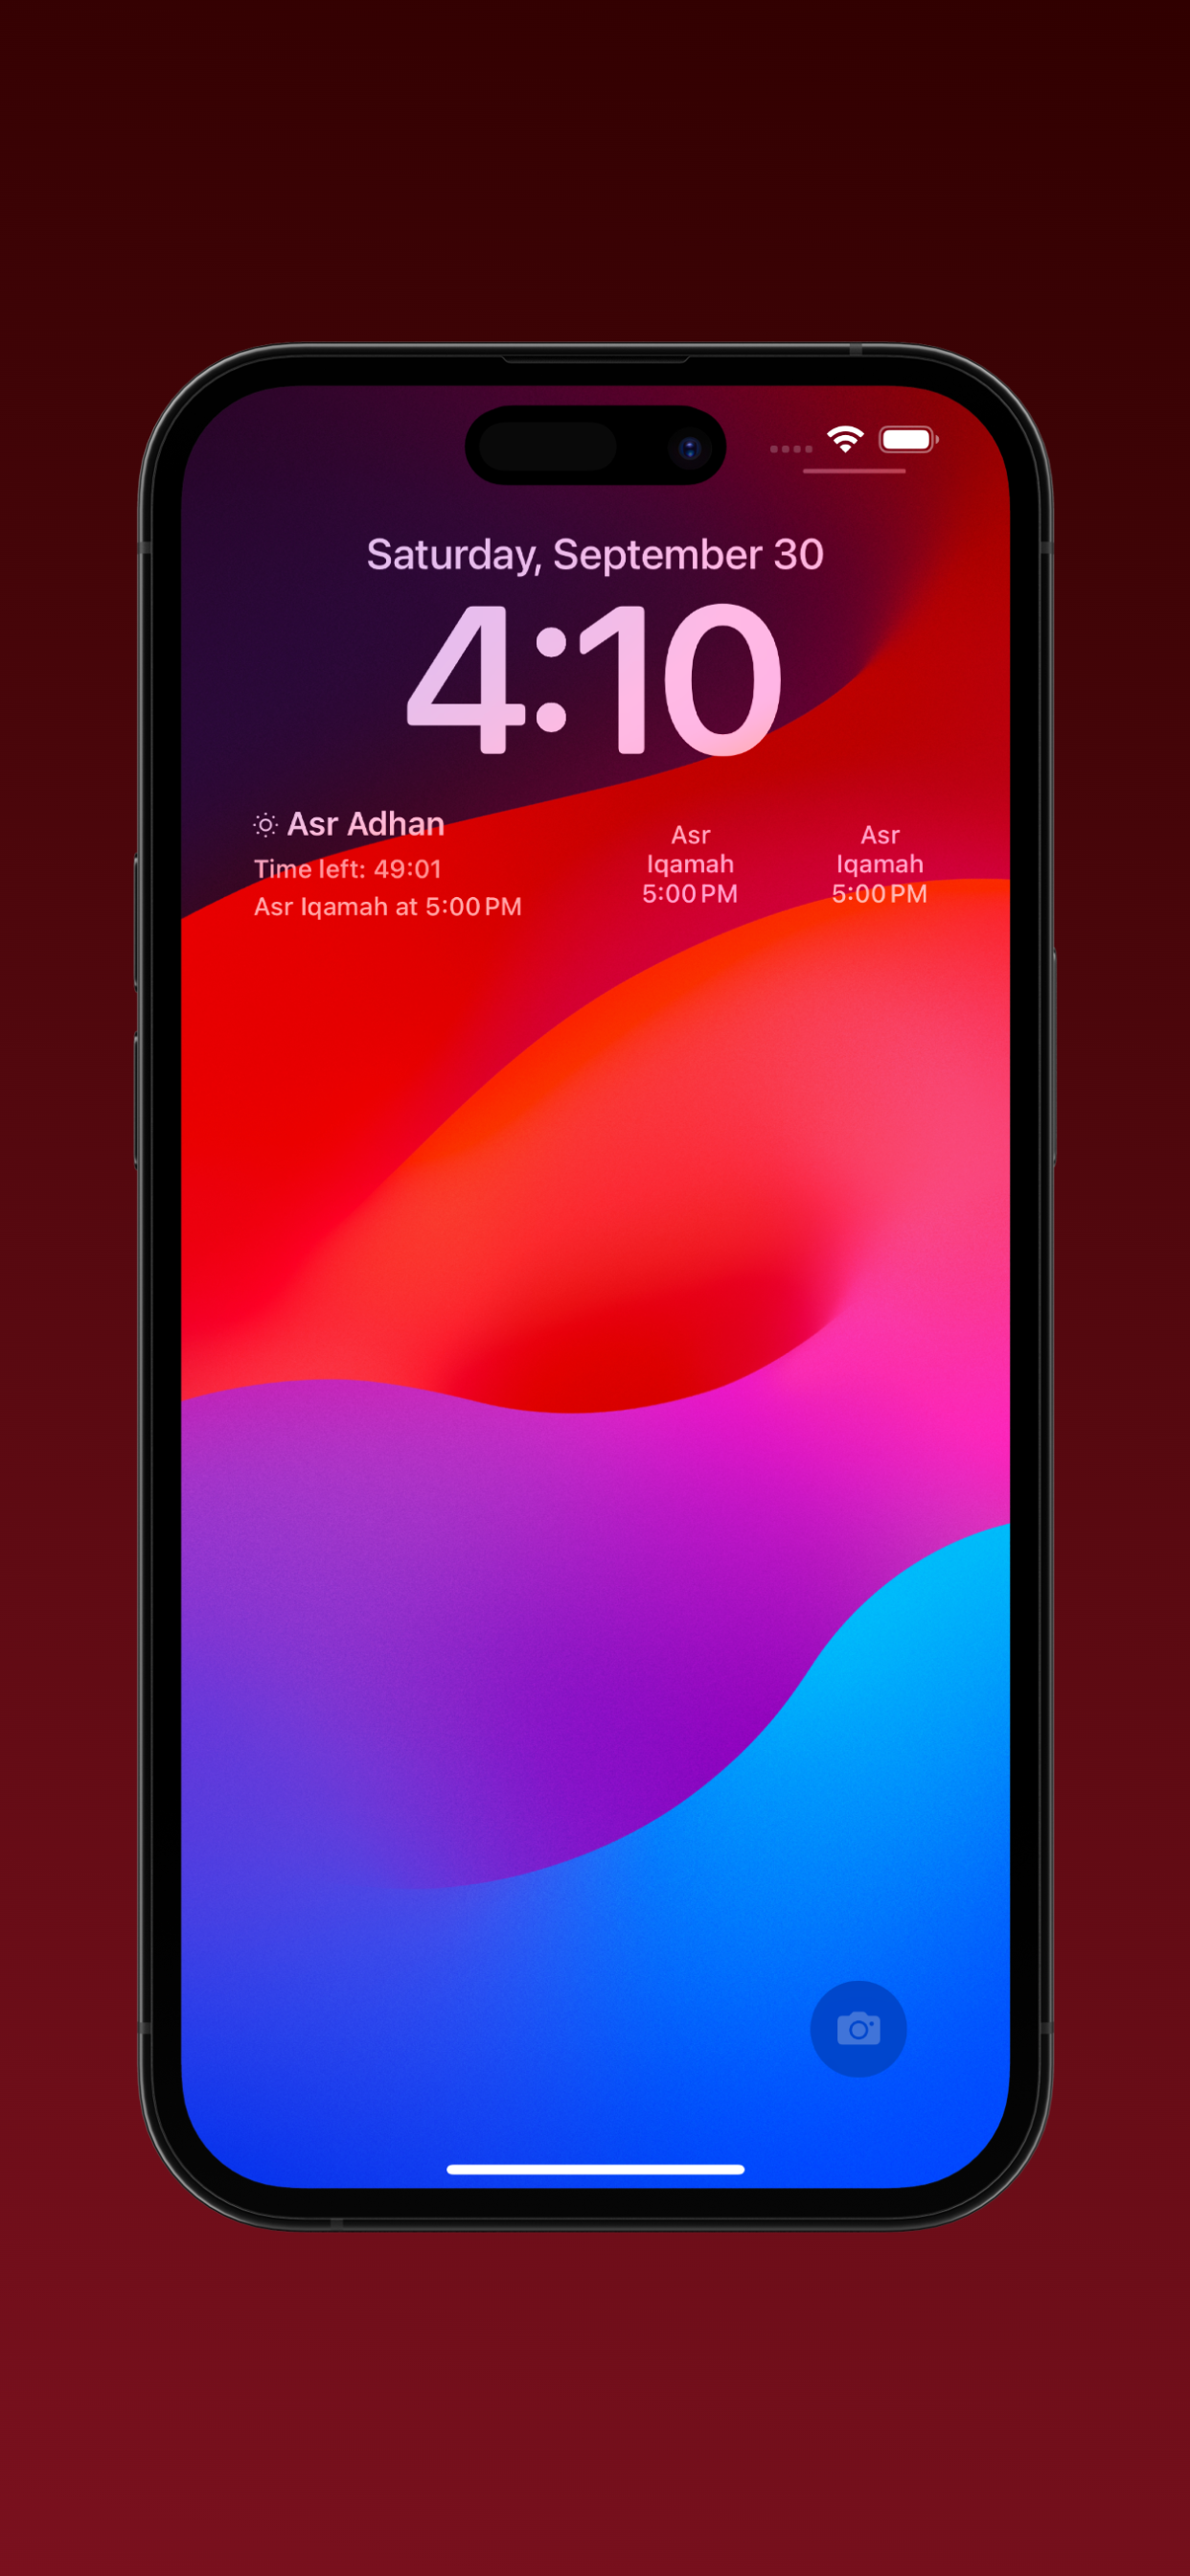 Saturday, September 30
4:10
Asr Adhan
Time left: 49:01
Asr Iqamah at 5:00 PM
Asr
Iqamah
5:00 PM
Asr
Iqamah
5:00 PM